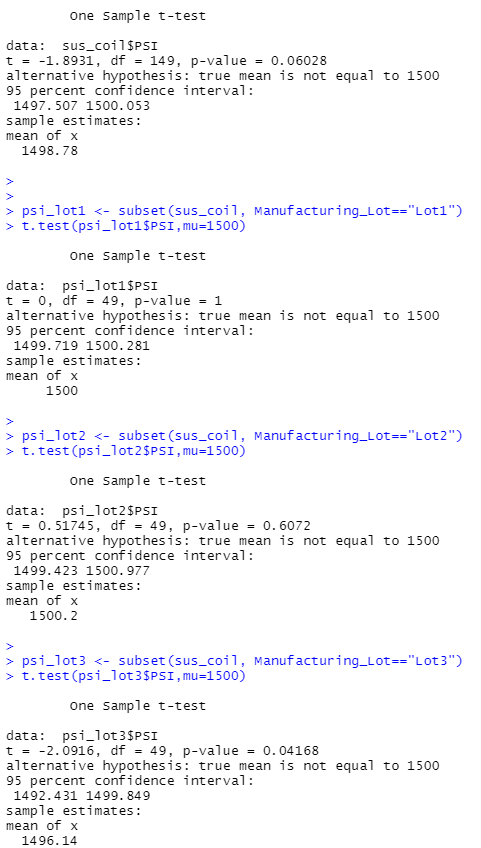 One Sample t-test
data: sus_coil$PSI
t = -1.8931, df = 149, p-value = 0.06028
alternative hypothesis: true mean is not equal to 1500
95 percent confidence interval:
1497.507 1500.053
sample estimates:
mean of x
1498.78
>
>
> psi_lot1 <- subset(sus_coil, Manufacturing_Lot=="Lot1")
> t.test(psi_lot1$PSI,mu=1500)
One Sample t-test
data: psi_lot1$PSI
t = 0, df = 49, p-value = 1
alternative hypothesis: true mean is not equal to 1500
95 percent confidence interval:
1499.719 1500.281
sample estimates:
mean of x
1500
>
> psi_lot2 <- subset(sus_coil, Manufacturing_Lot=="Lot2")
> t.test(psi_lot2$PSI,mu=1500)
One Sample t-test
data: psi_lot2$PSI
t = 0.51745, df = 49, p-value = 0.6072
alternative hypothesis: true mean is not equal to 1500
95 percent confidence interval:
1499.423 1500.977
sample estimates:
mean of x
1500.2
>
> psi_lot3 <- subset(sus_coil, Manufacturing_Lot=="Lot3")
> t.test(psi_lot3$PSI,mu=1500)
One Sample t-test
data: psi_lot3$PSI
t = -2.0916, df = 49, p-value = 0.04168
alternative hypothesis: true mean is not equal to 1500
95 percent confidence interval:
1492.431 1499.849
sample estimates:
mean of x
1496.14